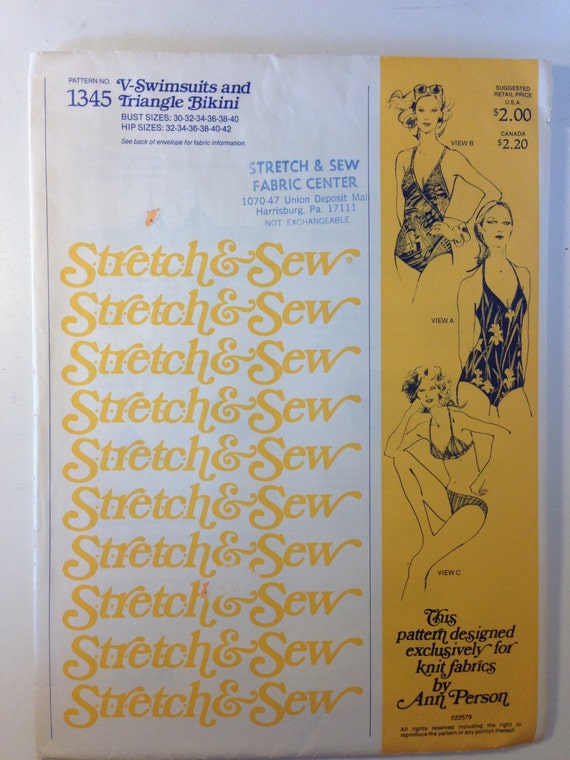 PATTERN NO.
1345
V-Swimsuits and
Triangle Bikini
BUST SIZES: 30-32-34-36-38-40
HIP SIZES: 32-34-36-38-40-42
See back of envelope for fabric information.
STRETCH & SEW
FABRIC CENTER
1070-47 Union Deposit Mal
Harrisburg, Pa. 17111
NOT EXCHANGEABLE
Stretch & Sew
Stretch & Sew
Stretch & Sew
Stretch & Sew
Stretch & Sew
Stretch & Sew
Stretch & Sew
Stretch & Sew
Stretch & Sew
Stretch & Sew
SUGGESTED
RETAIL PRICE
U.S.A.
$2.00
CANADA
$2.20
VIEW B
VIEW A
VIEW C
This
pattern designed
exclusively for
knit fabrics
by
Ann Person
022579
All rights reserved including the right to
reproduce the pattern or any portion thereof.